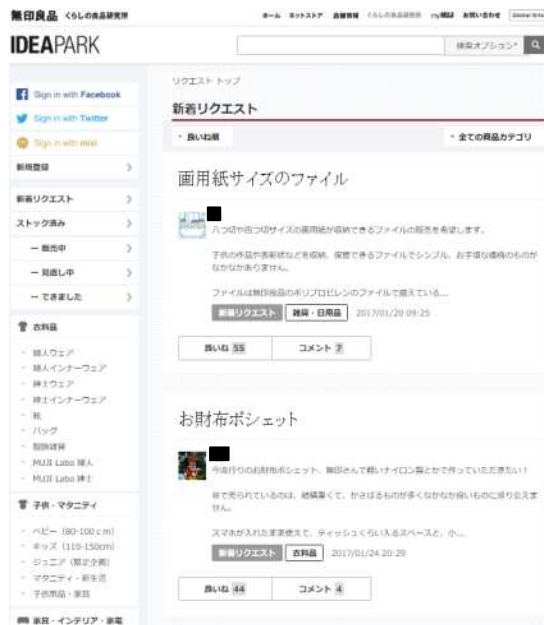 無印良品 くらしの良品研究所
ホーム ネットストア 店舗情報 くらしの良品研究所 my無印 お問い合わせ
IDEAPARK
検索オプション
Sign in with Facebook
Sign in with Twitter
Sign in with mixi
新規登録
新着リクエスト
ストック済み
ー 販売中
ー 見直し中
ー できました
衣料品
婦人ウェア
婦人インナーウェア
紳士ウェア
紳士インナーウェア
靴
バッグ
服飾雑貨
MUJI Labo 婦人
MUJI Labo 紳士
子供・マタニティ
ベビー（80-100cm）
キッズ（110-150cm）
ジュニア（限定企画）
マタニティ・新生児
子供用品・家具
家具・インテリア・家電
リクエスト トップ
新着リクエスト
良いね順
全ての商品カテゴリ
画用紙サイズのファイル
八つ切や四つ切サイズの画用紙が収納できるファイルの販売を希望します。
子供の作品や表彰状などを収納、保管できるファイルでシンプル、お手頃な価格のものが
なかなかありません。
ファイルは無印良品のポリプロピレンのファイルで揃えている...
新着リクエスト 雑貨・日用品 2017/01/20 09:25
良いね 55 コメント 7
お財布ポシェット
今流行りのお財布ポシェット、無印さんで軽いナイロン製とかで作っていただきたい！
巷で売られているのは、結構重くて、かさばるものが多くなかなか良いものに巡り会えま
せん。
スマホが入れたまま使えて、ティッシュくらい入るスペースと、小...
新着リクエスト 衣料品 2017/01/24 20:29
良いね 44 コメント 4